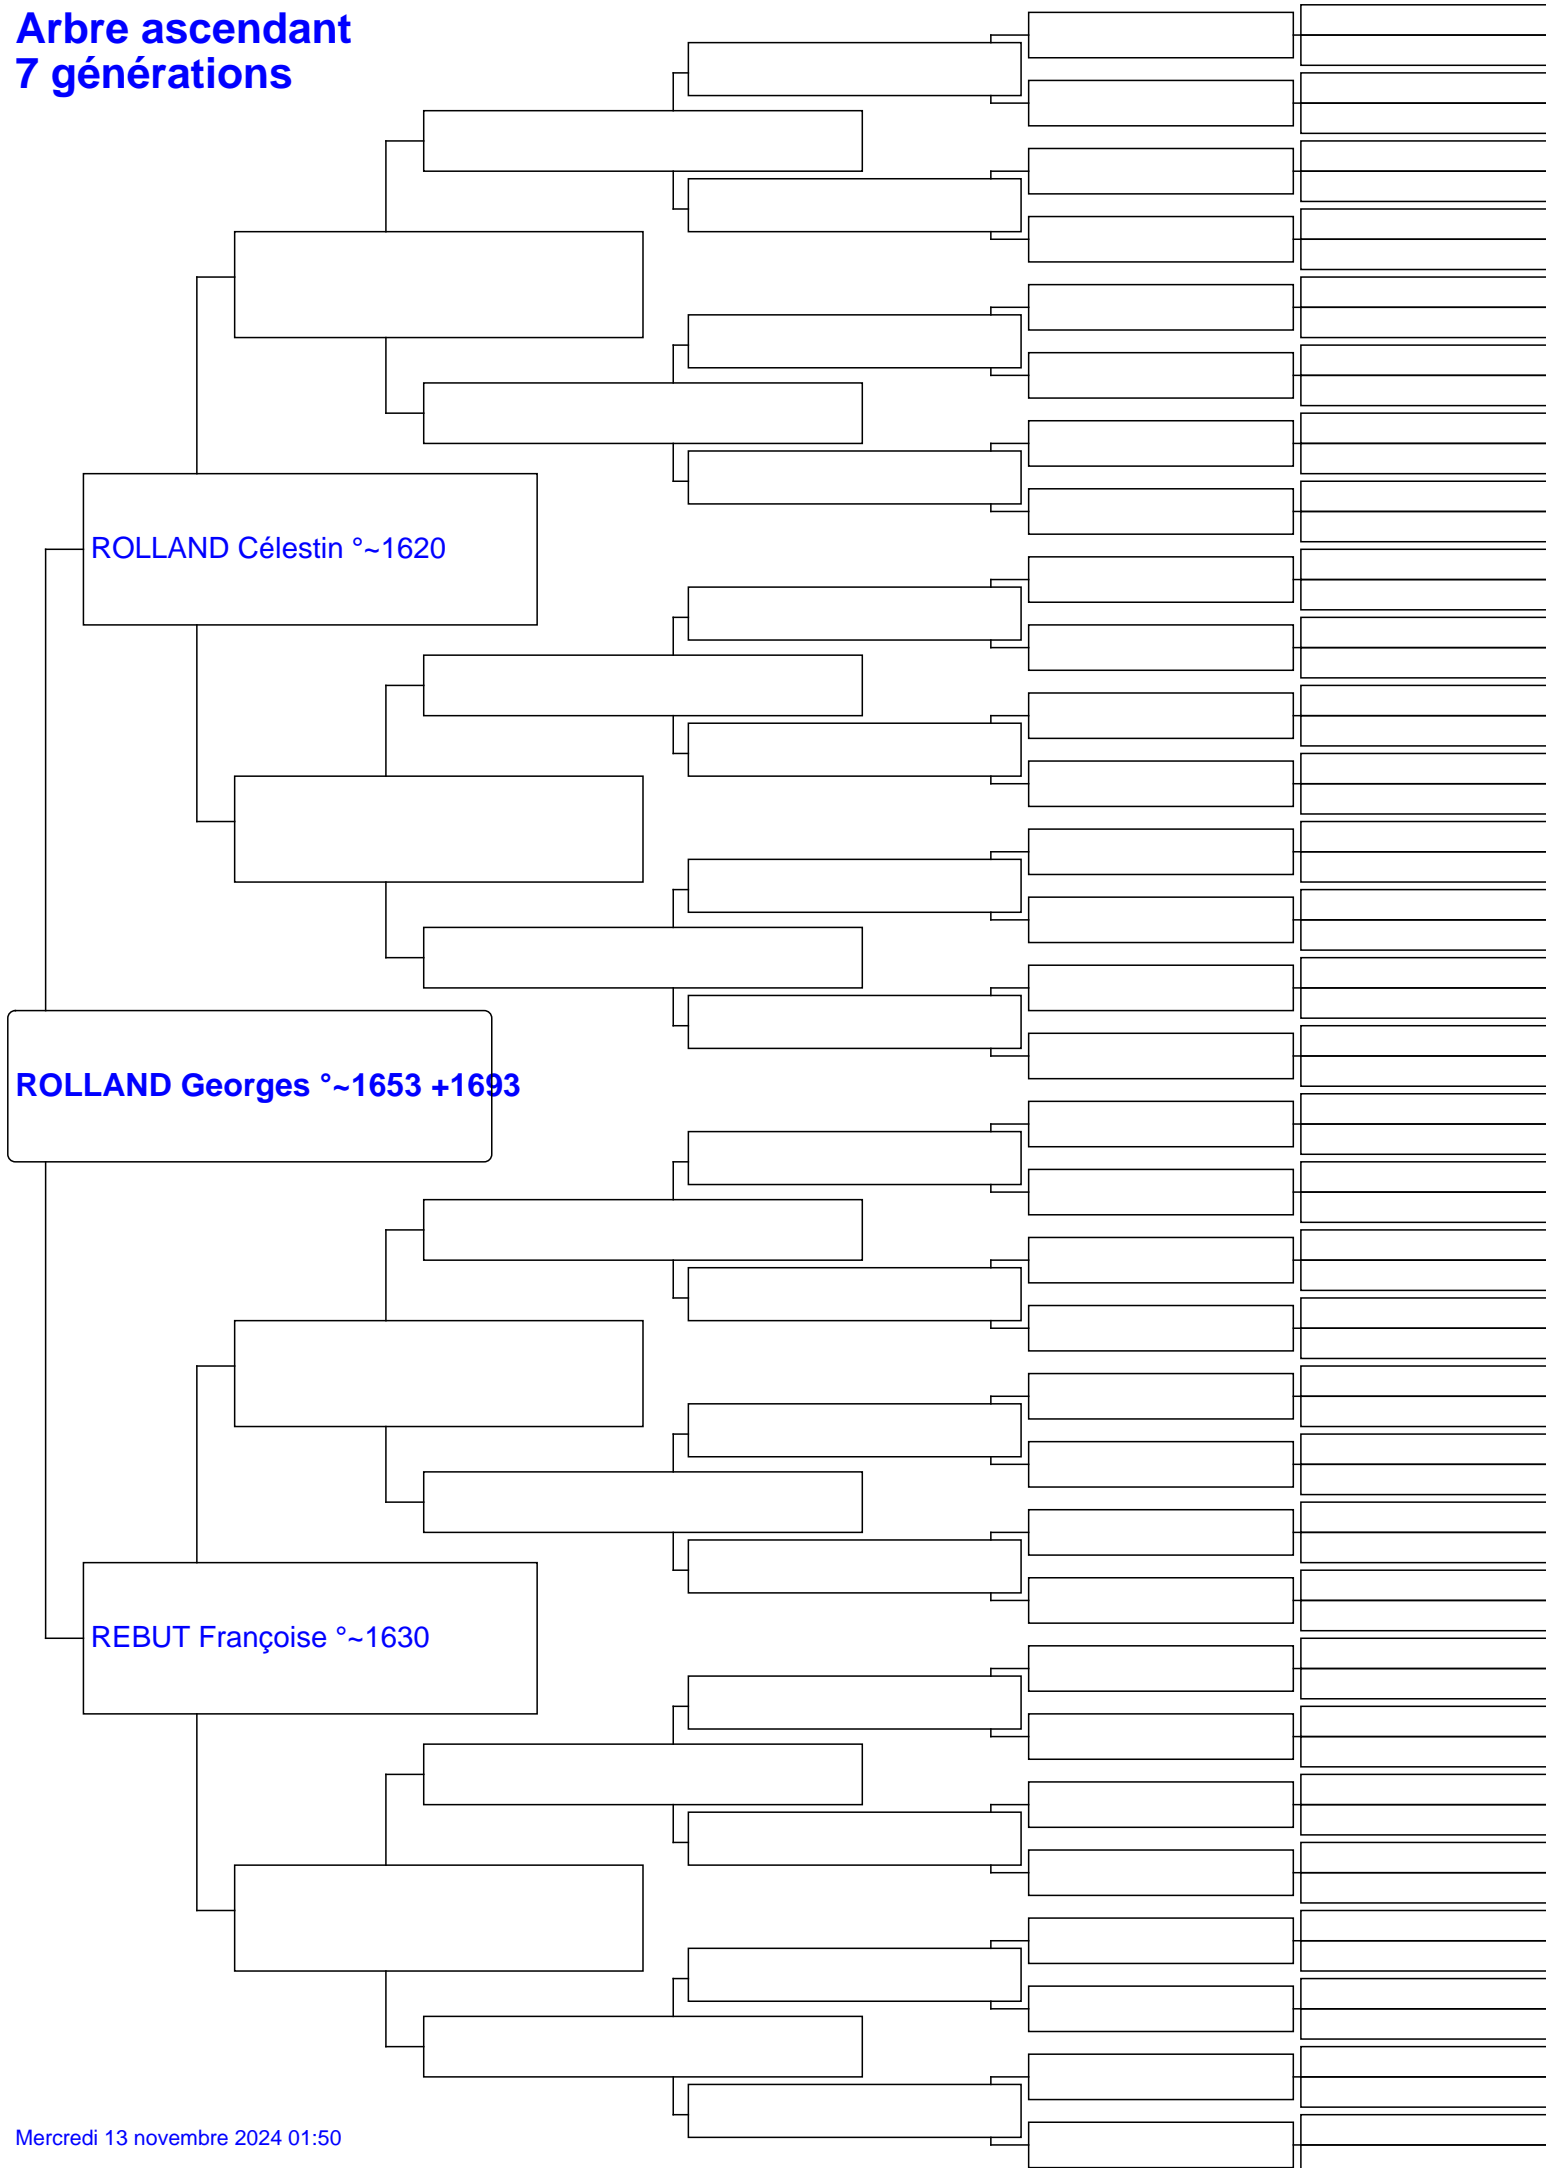 Arbre ascendant
7 générations
ROLLAND Célestin °~1620
ROLLAND Georges °~1653 +1693
REBUT Françoise °~1630
Mercredi 13 novembre 2024 01:50